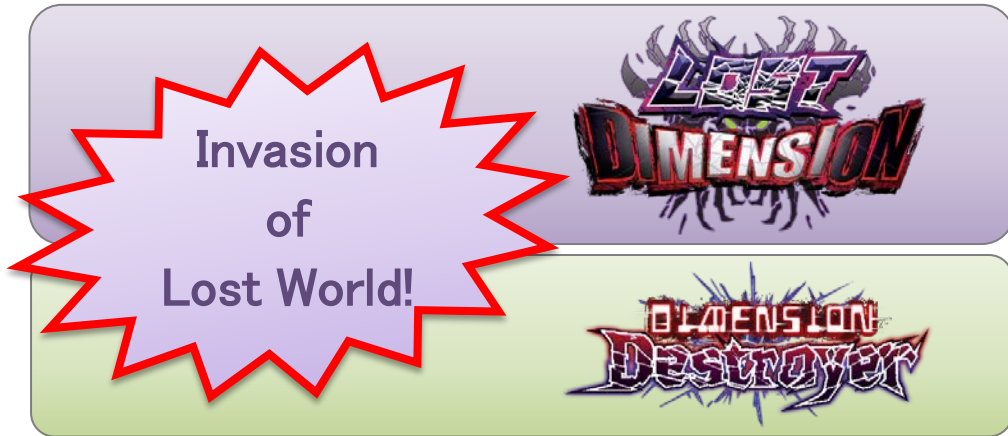 Invasion
of
Lost World!
LOST
DIMENSION
DIMENSION
Destroyer